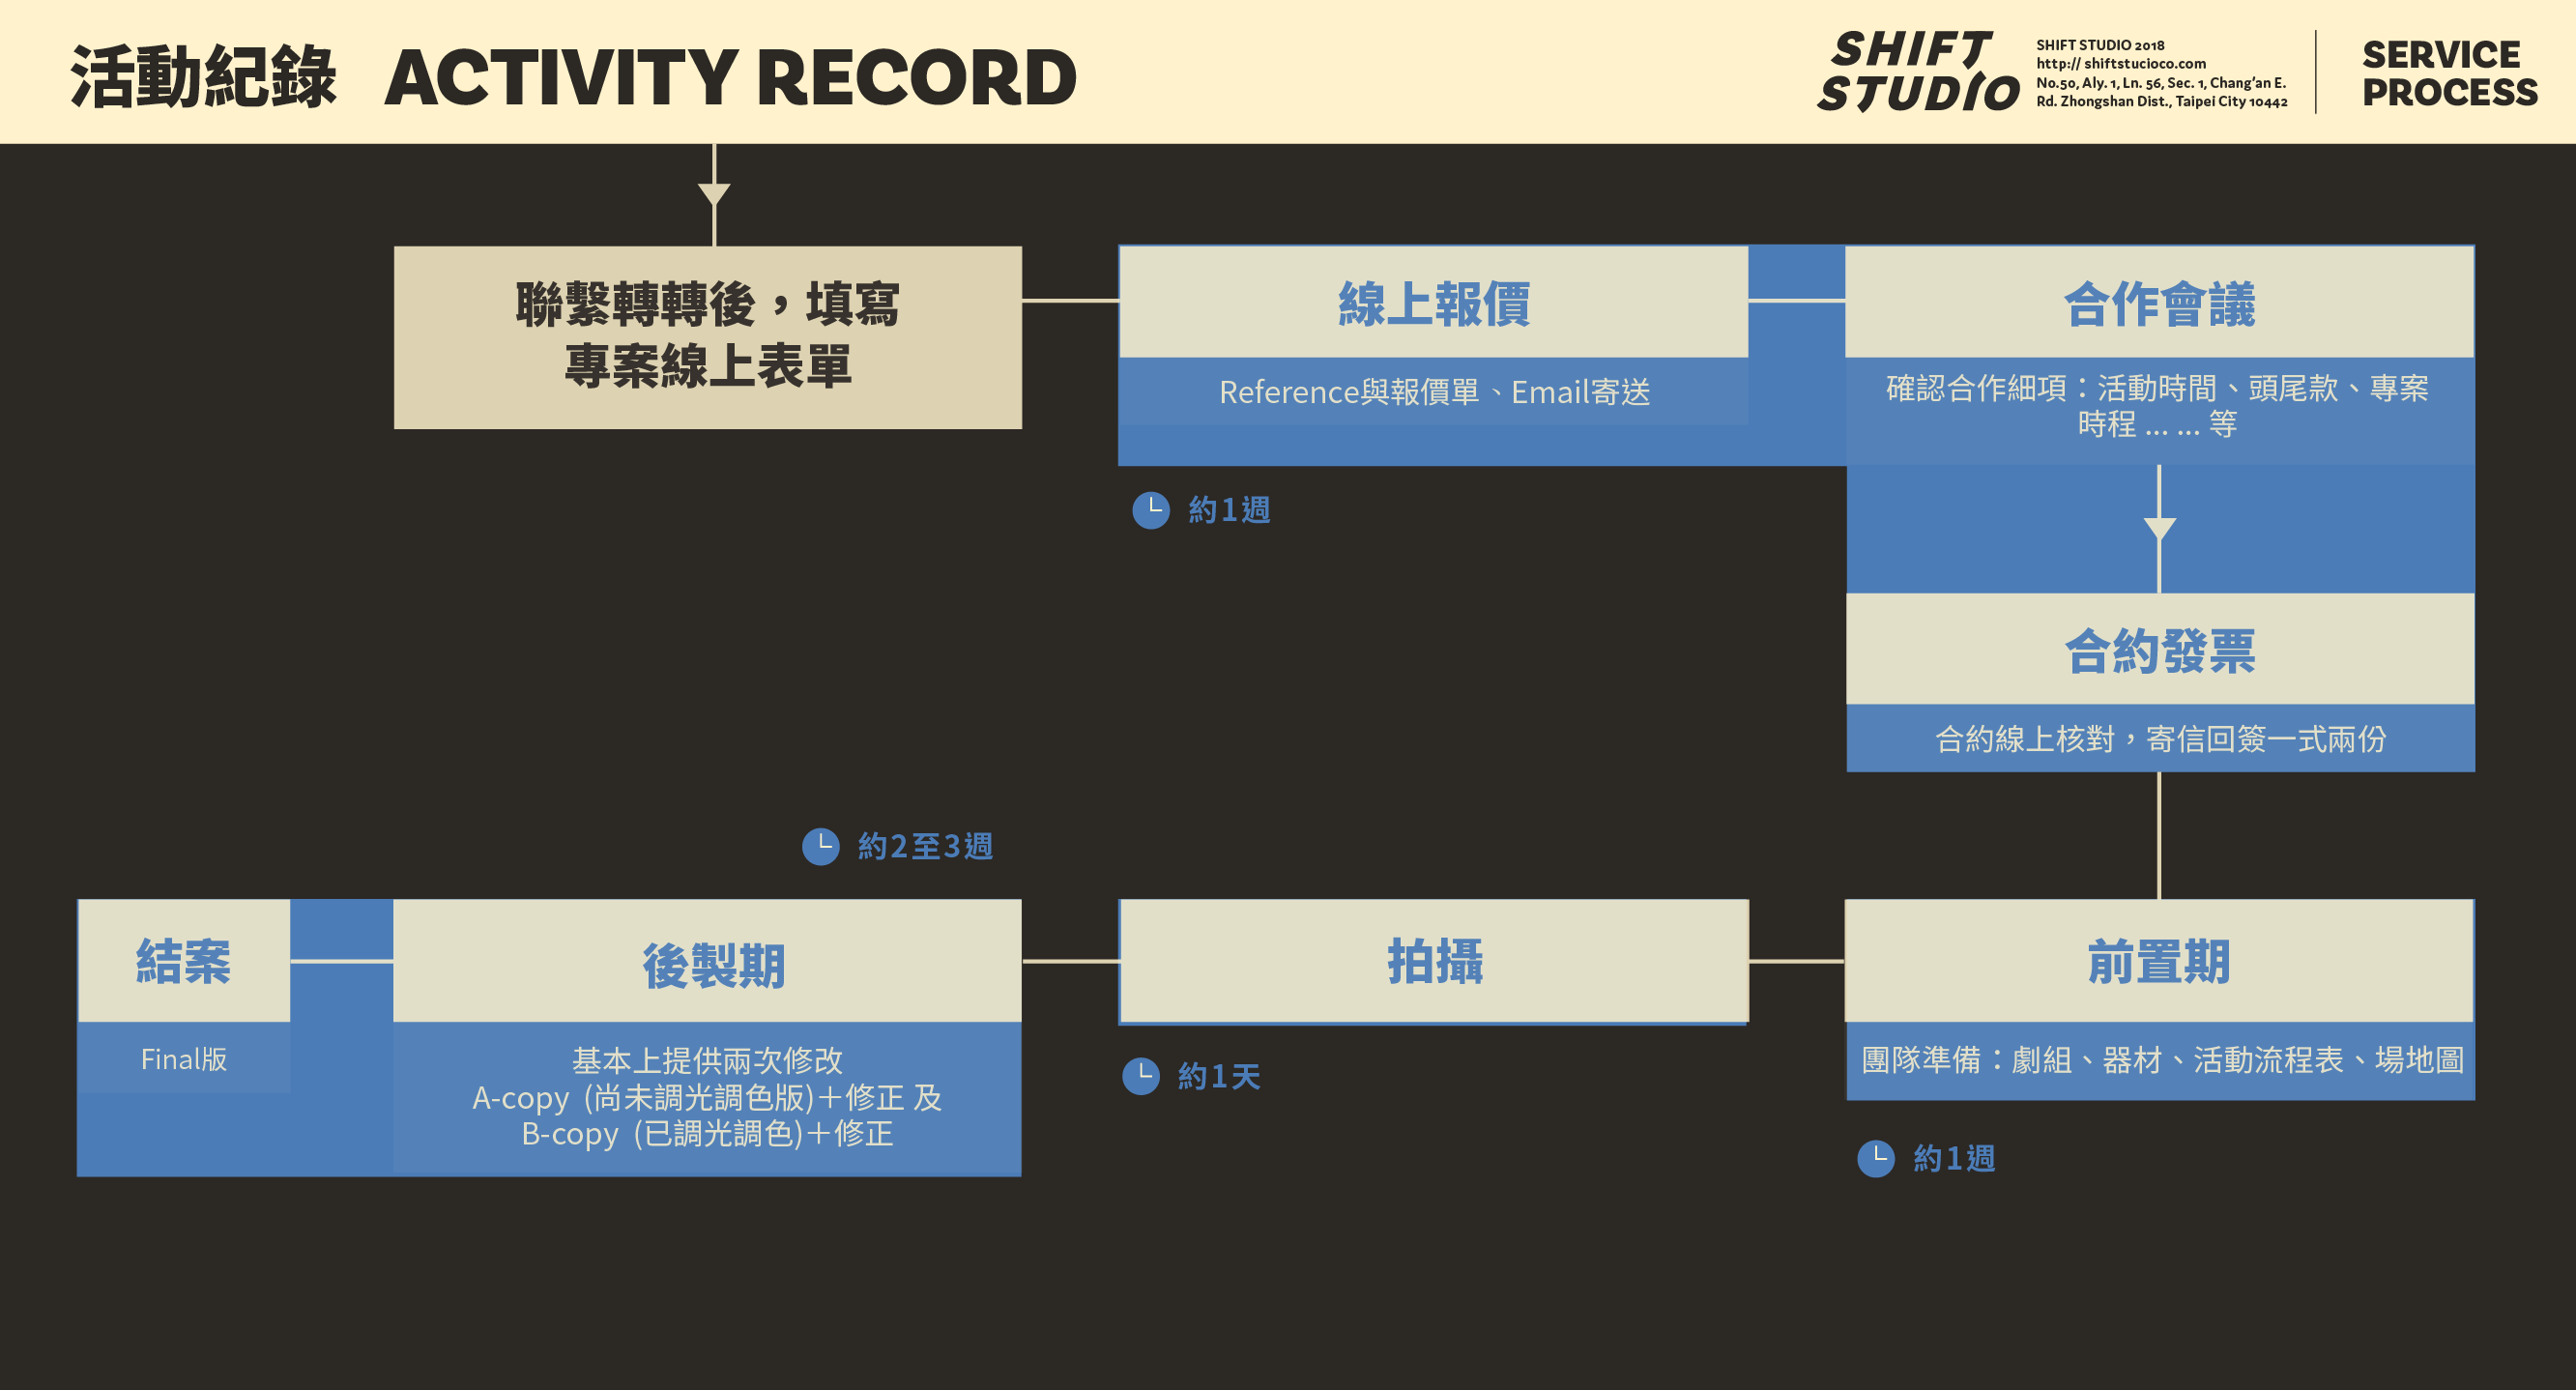 活動紀錄 ACTIVITY RECORD
SHIFT
STUDIO
SHIFT STUDIO 2018
http:// shiftstucioco.com
No.50, Aly. 1, Ln. 56, Sec. 1, Chang'an E.
Rd. Zhongshan Dist., Taipei City 10442
SERVICE
PROCESS
聯繫轉轉後，填寫
專案線上表單
線上報價
Reference與報價單、Email寄送
約1週
合作會議
確認合作細項：活動時間、頭尾款、專案
時程 ... ... 等
合約發票
合約線上核對，寄信回簽一式兩份
前置期
團隊準備：劇組、器材、活動流程表、場地圖
約1週
拍攝
約1天
約2至3週
後製期
基本上提供兩次修改
A-copy (尚未調光調色版)＋修正 及
B-copy (已調光調色)＋修正
結案
Final版